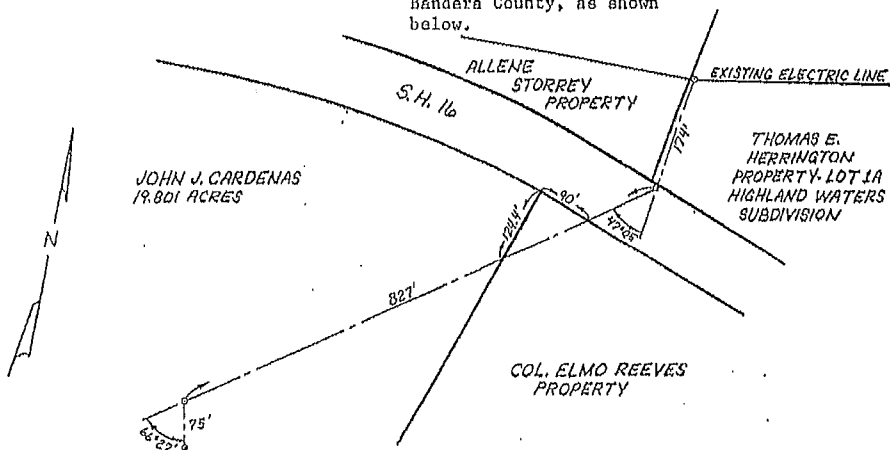 Bandera County, as shown
below.
ALLENE
STORREY
PROPERTY
EXISTING ELECTRIC LINE
S.H. 16
174'
THOMAS E.
HERRINGTON
PROPERTY-LOT 1A
HIGHLAND WATERS
SUBDIVISION
JOHN J. CARDENAS
19.801 ACRES
90'
124.4'
47°05'
N
827'
COL. ELMO REEVES
PROPERTY
75'
66°27'